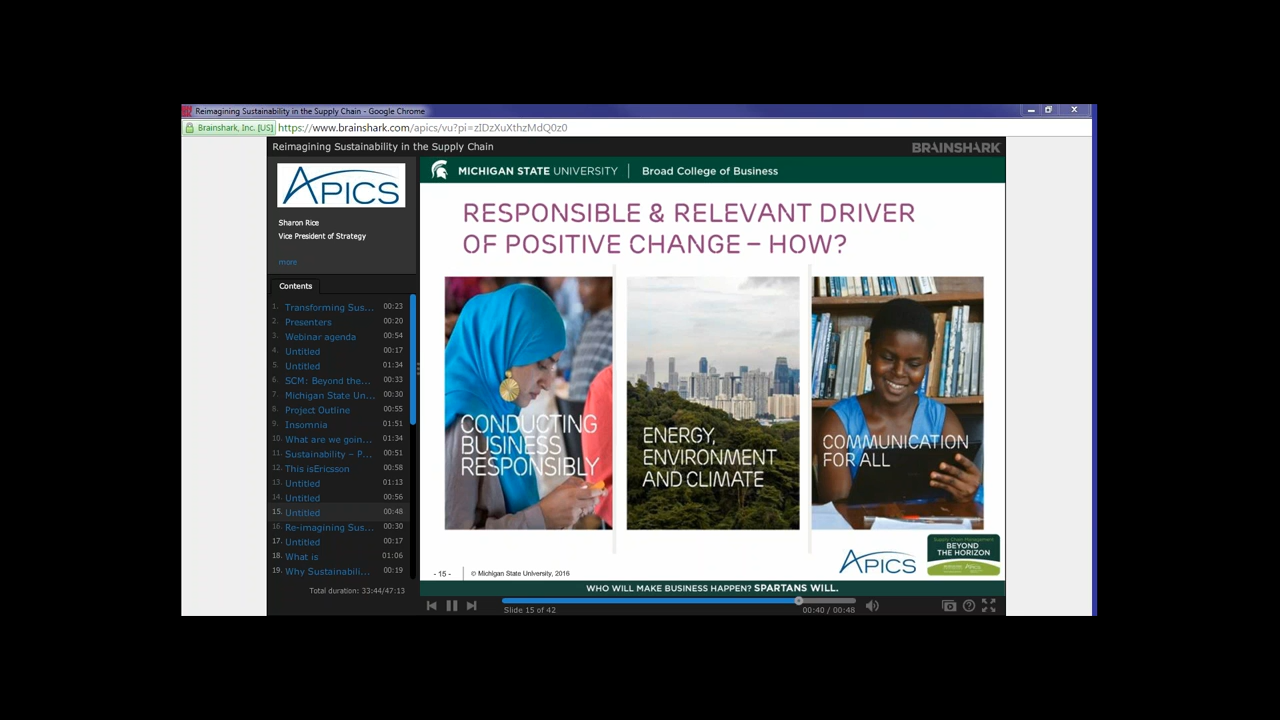 Reimagining Sustainability in the Supply Chain - Google Chrome
Brainshark, Inc. [US] https://www.brainshark.com/apics/vu?pi=zIDzXuXthzMdQ0z0
Reimagining Sustainability in the Supply Chain
BRAINSHARK
APICS
Sharon Rice
Vice President of Strategy
more
Contents
1. Transforming Sus... 00:23
2. Presenters 00:20
3. Webinar agenda 00:54
4. Untitled 00:17
5. Untitled 01:34
6. SCM: Beyond the... 00:33
7. Michigan State Un... 00:30
8. Project Outline 00:55
9. Insomnia 01:51
10. What are we goin... 01:34
11. Sustainability – P... 00:51
12. This isEricsson 00:58
13. Untitled 01:13
14. Untitled 00:56
15. Untitled 00:48
16. Re-imagining Sus... 00:30
17. Untitled 00:17
18. What is 01:06
19. Why Sustainabili... 00:19
Total duration: 33:44/47:13
MICHIGAN STATE UNIVERSITY | Broad College of Business
RESPONSIBLE & RELEVANT DRIVER
OF POSITIVE CHANGE – HOW?
CONDUCTING
BUSINESS
RESPONSIBLY
ENERGY,
ENVIRONMENT
AND CLIMATE
COMMUNICATION
FOR ALL
- 15 - © Michigan State University, 2016
APICS
Supply Chain Management
BEYOND
THE HORIZON
WHO WILL MAKE BUSINESS HAPPEN? SPARTANS WILL.
Slide 15 of 42
00:40 / 00:48